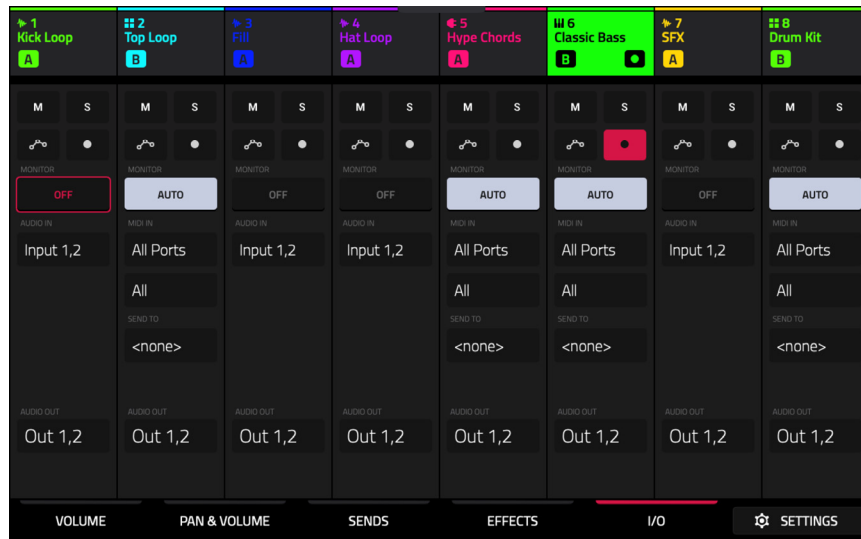 1 2 3 4 5 6 7 8
Kick Loop Top Loop Fill Hat Loop Hype Chords Classic Bass SFX Drum Kit
A B A A A B A B
M S M S M S M S M S M S M S M S
MONITOR MONITOR MONITOR MONITOR MONITOR MONITOR MONITOR MONITOR
OFF AUTO OFF OFF AUTO AUTO OFF AUTO
AUDIO IN MIDI IN AUDIO IN AUDIO IN MIDI IN MIDI IN AUDIO IN MIDI IN
Input 1,2 All Ports Input 1,2 Input 1,2 All Ports All Ports Input 1,2 All Ports
All All All All
SEND TO SEND TO SEND TO SEND TO
<none> <none> <none> <none>
AUDIO OUT AUDIO OUT AUDIO OUT AUDIO OUT AUDIO OUT AUDIO OUT AUDIO OUT AUDIO OUT
Out 1,2 Out 1,2 Out 1,2 Out 1,2 Out 1,2 Out 1,2 Out 1,2 Out 1,2
VOLUME PAN & VOLUME SENDS EFFECTS I/O SETTINGS